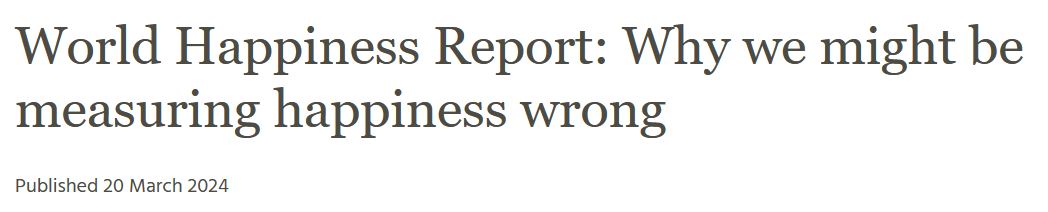 World Happiness Report: Why we might be
measuring happiness wrong
Published 20 March 2024